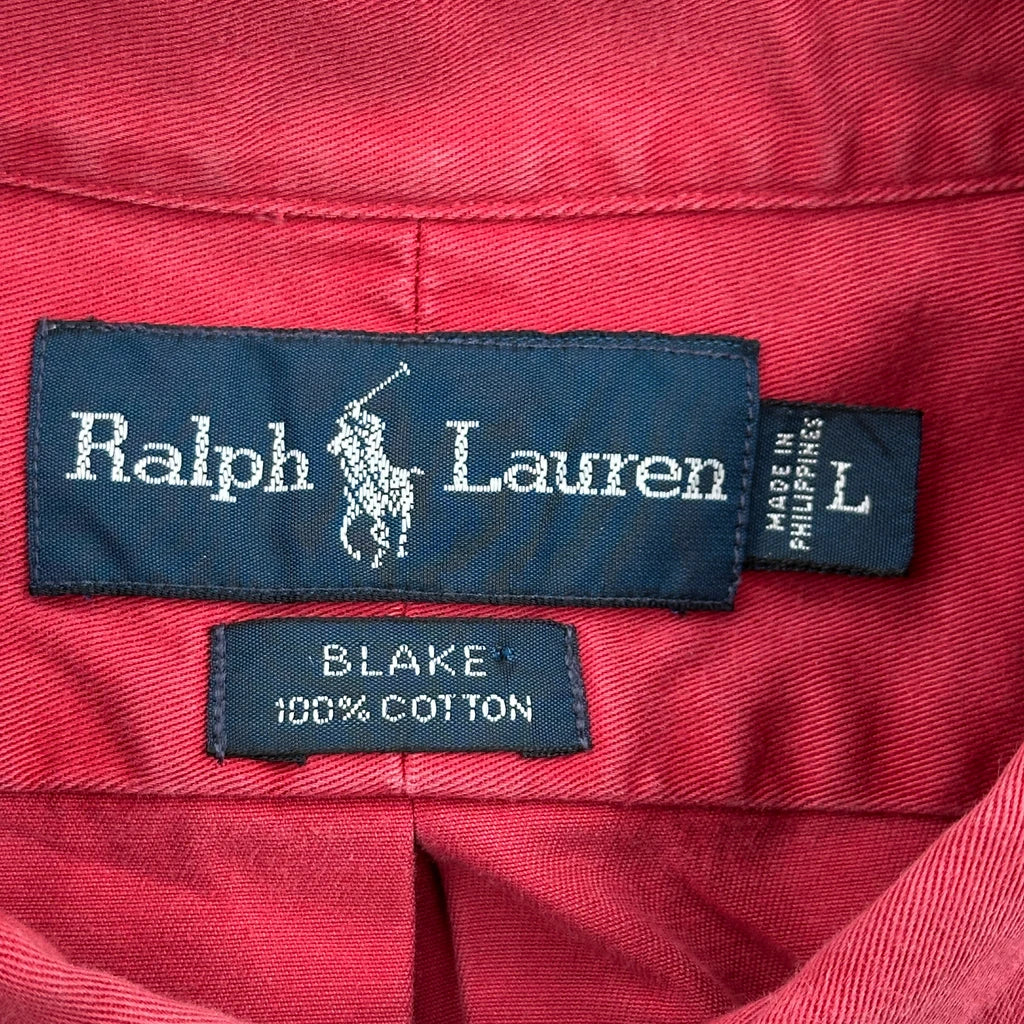 Ralph Lauren
MADE IN
PHILIPPINES
L
BLAKE
100% COTTON